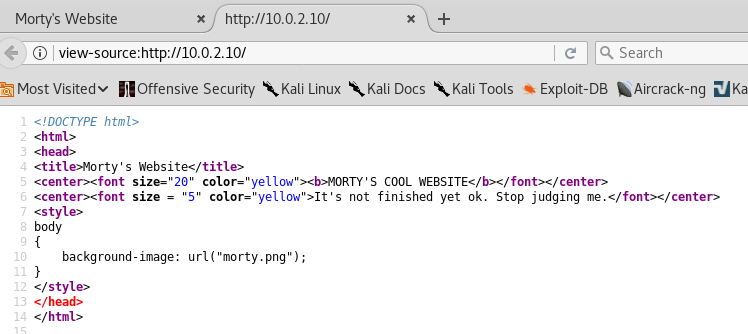 Morty's Website × http://10.0.2.10/ ×
view-source:http://10.0.2.10/ Search
Most Visited Offensive Security Kali Linux Kali Docs Kali Tools Exploit-DB Aircrack-ng Ka
1 <!DOCTYPE html>
2 <html>
3 <head>
4 <title>Morty's Website</title>
5 <center><font size="20" color="yellow"><b>MORTY'S COOL WEBSITE</b></font></center>
6 <center><font size = "5" color="yellow">It's not finished yet ok. Stop judging me.</font></center>
7 <style>
8 body
9 {
10     background-image: url("morty.png");
11 }
12 </style>
13 </head>
14 </html>
15